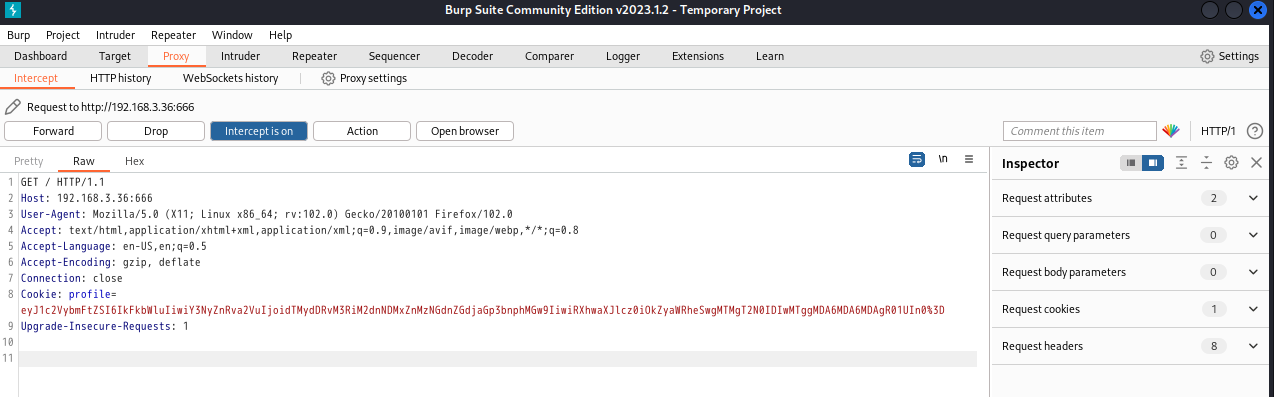 Burp Suite Community Edition v2023.1.2 - Temporary Project
Burp Project Intruder Repeater Window Help
Dashboard Target Proxy Intruder Repeater Sequencer Decoder Comparer Logger Extensions Learn Settings
Intercept HTTP history WebSockets history Proxy settings
Request to http://192.168.3.36:666
Forward Drop Intercept is on Action Open browser Comment this item HTTP/1
Pretty Raw Hex \n Inspector
1 GET / HTTP/1.1
2 Host: 192.168.3.36:666
3 User-Agent: Mozilla/5.0 (X11; Linux x86_64; rv:102.0) Gecko/20100101 Firefox/102.0
4 Accept: text/html,application/xhtml+xml,application/xml;q=0.9,image/avif,image/webp,*/*;q=0.8
5 Accept-Language: en-US,en;q=0.5
6 Accept-Encoding: gzip, deflate
7 Connection: close
8 Cookie: profile=
eyJ1c2VybmFtZSI6IkFkbWluIiwiY3NyZnRva2VuIjoidTMydDRvM3RiM2dnNDMxZnMzNGdnZGdjaGp3bnphMGw9IiwiRXhwaXJlcz0iOkZyaWRheSwgMTMgT2N0IDIwMTggMDA6MDA6MDAgR01UIn0%3D
9 Upgrade-Insecure-Requests: 1
10
11
Request attributes 2
Request query parameters 0
Request body parameters 0
Request cookies 1
Request headers 8